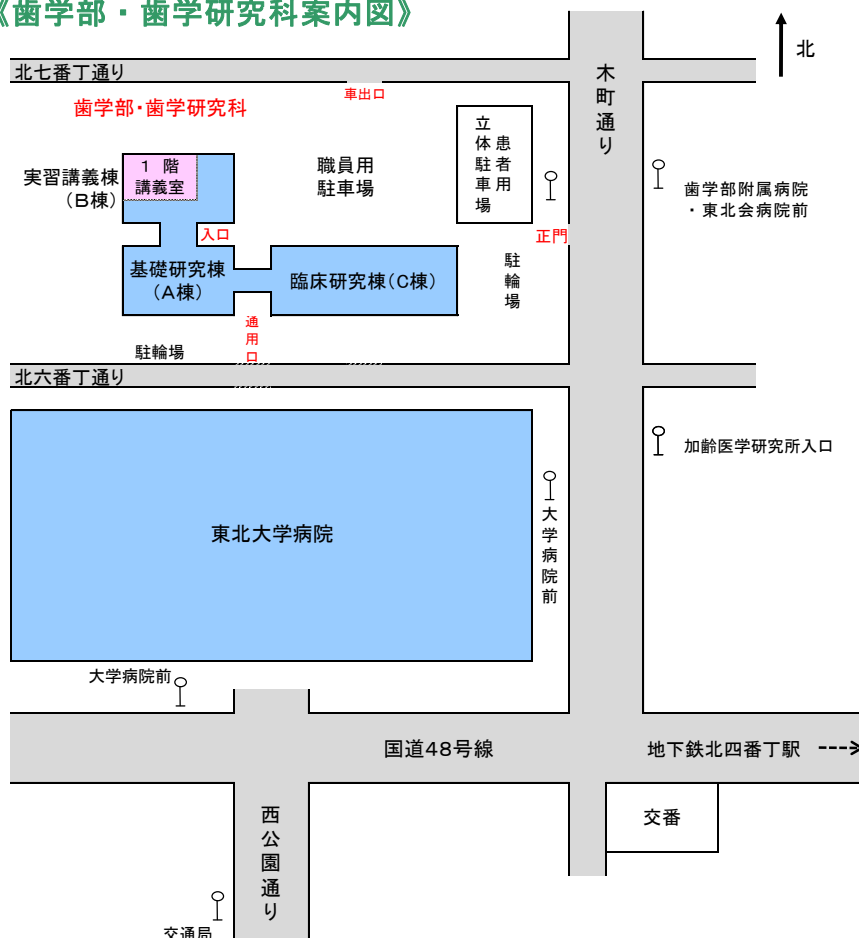 《歯学部・歯学研究科案内図》
北
北七番丁通り
木町通り
車出口
歯学部・歯学研究科
立体駐車場
患者用
1 階
講義室
実習講義棟
（B棟）
職員用
駐車場
歯学部附属病院
・東北会病院前
入口
正門
基礎研究棟
（A棟）
臨床研究棟（C棟）
駐輪場
通用口
駐輪場
北六番丁通り
加齢医学研究所入口
東北大学病院
大学病院前
大学病院前
国道48号線
地下鉄北四番丁駅
交番
西公園通り
交通局